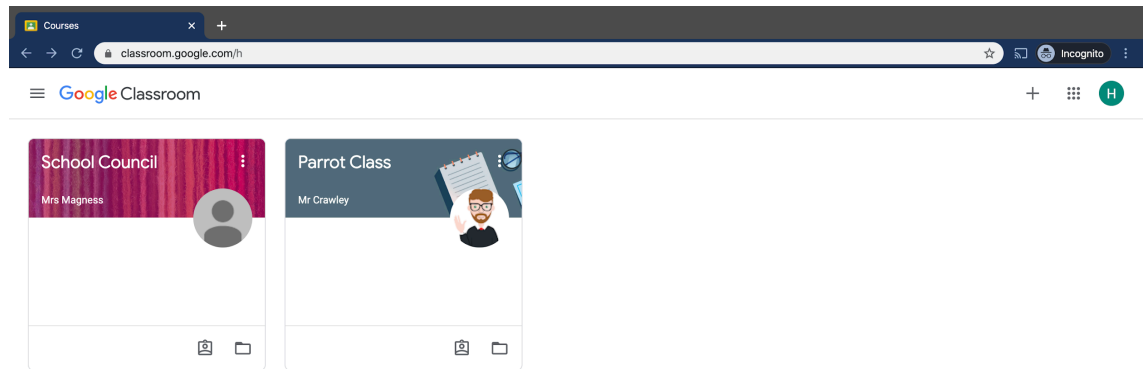 Courses
classroom.google.com/h
Incognito
Google Classroom
H
School Council
Mrs Magness
Parrot Class
Mr Crawley